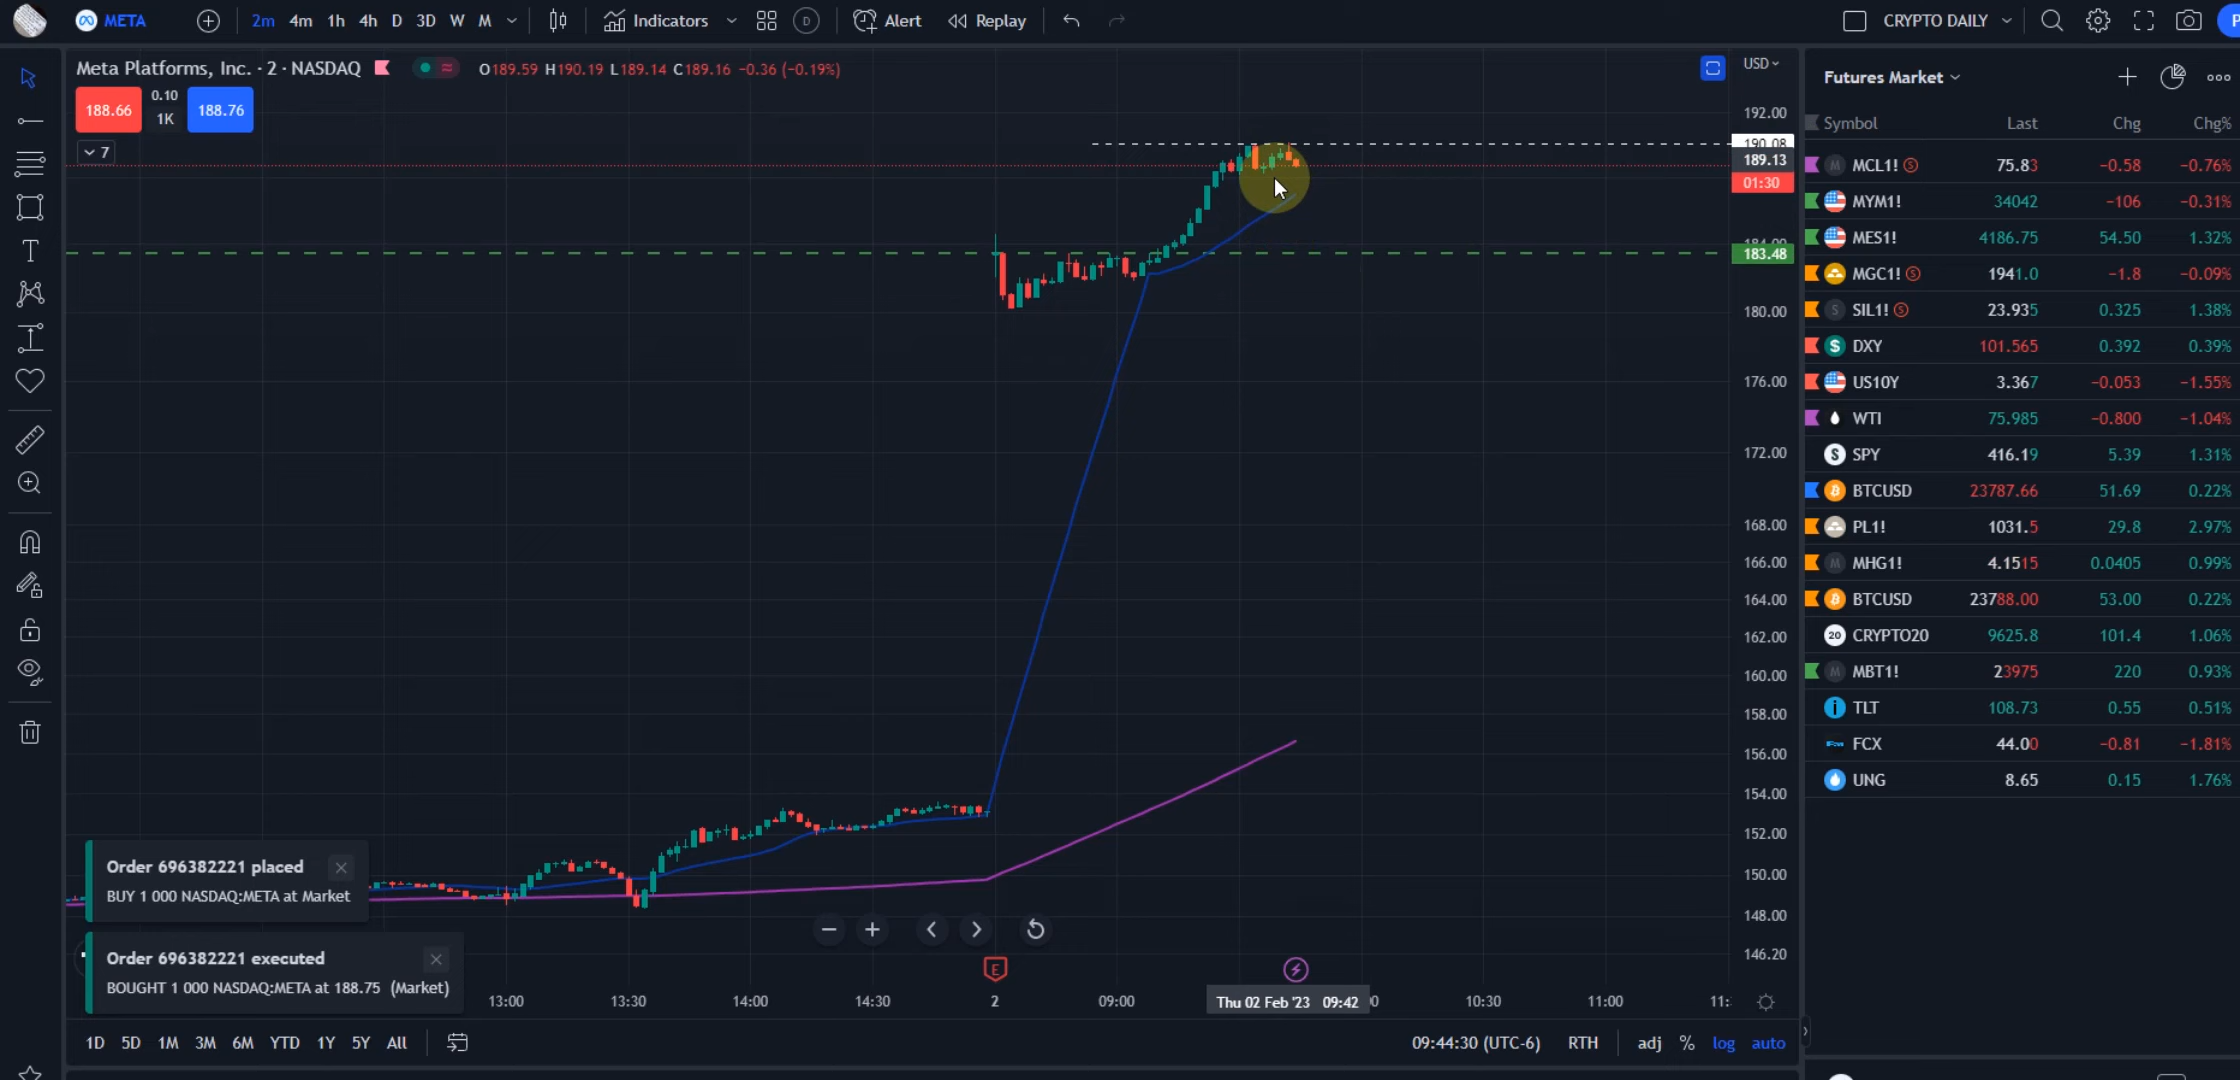 META 2m 4m 1h 4h D 3D W M Indicators D Alert Replay CRYPTO DAILY
Meta Platforms, Inc. · 2 · NASDAQ O189.59 H190.19 L189.14 C189.16 −0.36 (−0.19%)
188.66 0.10 1K 188.76
7
USD
192.00
190.08
189.13
01:30
184.00
183.48
180.00
176.00
172.00
168.00
166.00
164.00
162.00
160.00
158.00
156.00
154.00
152.00
150.00
148.00
146.20
Order 696382221 placed
BUY 1 000 NASDAQ:META at Market
Order 696382221 executed
BOUGHT 1 000 NASDAQ:META at 188.75 (Market)
E
13:00 13:30 14:00 14:30 2 09:00 Thu 02 Feb '23 09:42 10:30 11:00
1D 5D 1M 3M 6M YTD 1Y 5Y All 09:44:30 (UTC-6) RTH adj % log auto
Futures Market
Symbol Last Chg Chg%
MCL1! 75.83 −0.58 −0.76%
MYM1! 34042 −106 −0.31%
MES1! 4186.75 54.50 1.32%
MGC1! 1941.0 −1.8 −0.09%
SIL1! 23.935 0.325 1.38%
DXY 101.565 0.392 0.39%
US10Y 3.367 −0.053 −1.55%
WTI 75.985 −0.800 −1.04%
SPY 416.19 5.39 1.31%
BTCUSD 23787.66 51.69 0.22%
PL1! 1031.5 29.8 2.97%
MHG1! 4.1515 0.0405 0.99%
BTCUSD 23788.00 53.00 0.22%
20 CRYPTO20 9625.8 101.4 1.06%
MBT1! 23975 220 0.93%
TLT 108.73 0.55 0.51%
FCX 44.00 −0.81 −1.81%
UNG 8.65 0.15 1.76%